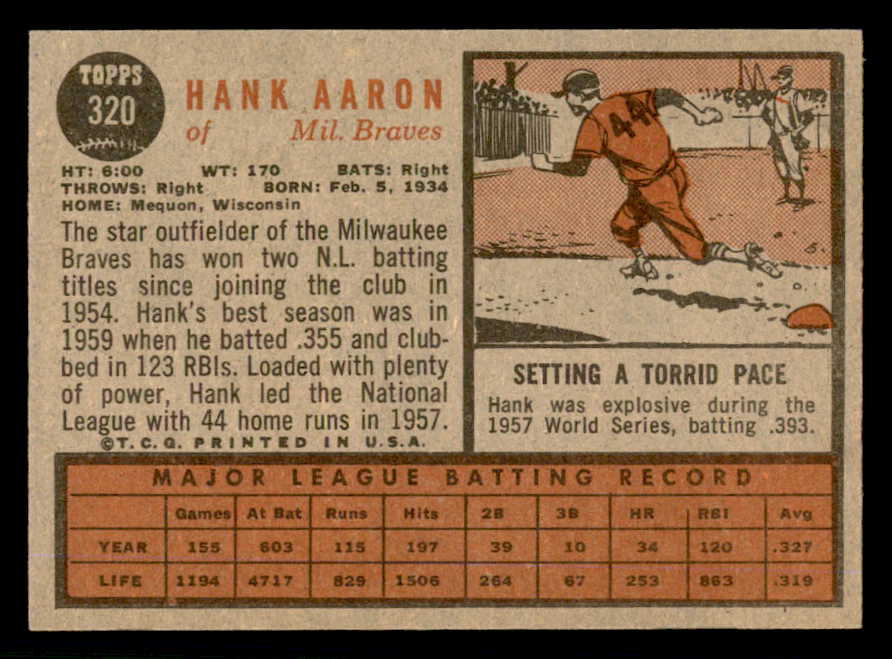 TOPPS
320
HANK AARON
of Mil. Braves
HT: 6:00 WT: 170 BATS: Right
THROWS: Right BORN: Feb. 5, 1934
HOME: Mequon, Wisconsin
The star outfielder of the Milwaukee
Braves has won two N.L. batting
titles since joining the club in
1954. Hank's best season was in
1959 when he batted .355 and club-
bed in 123 RBIs. Loaded with plenty
of power, Hank led the National
League with 44 home runs in 1957.
©T.C.G. PRINTED IN U.S.A.
44
SETTING A TORRID PACE
Hank was explosive during the
1957 World Series, batting .393.
MAJOR LEAGUE BATTING RECORD
Games At Bat Runs Hits 2B 3B HR RBI Avg
YEAR 155 603 115 197 39 10 34 120 .327
LIFE 1194 4717 829 1506 264 67 253 863 .319